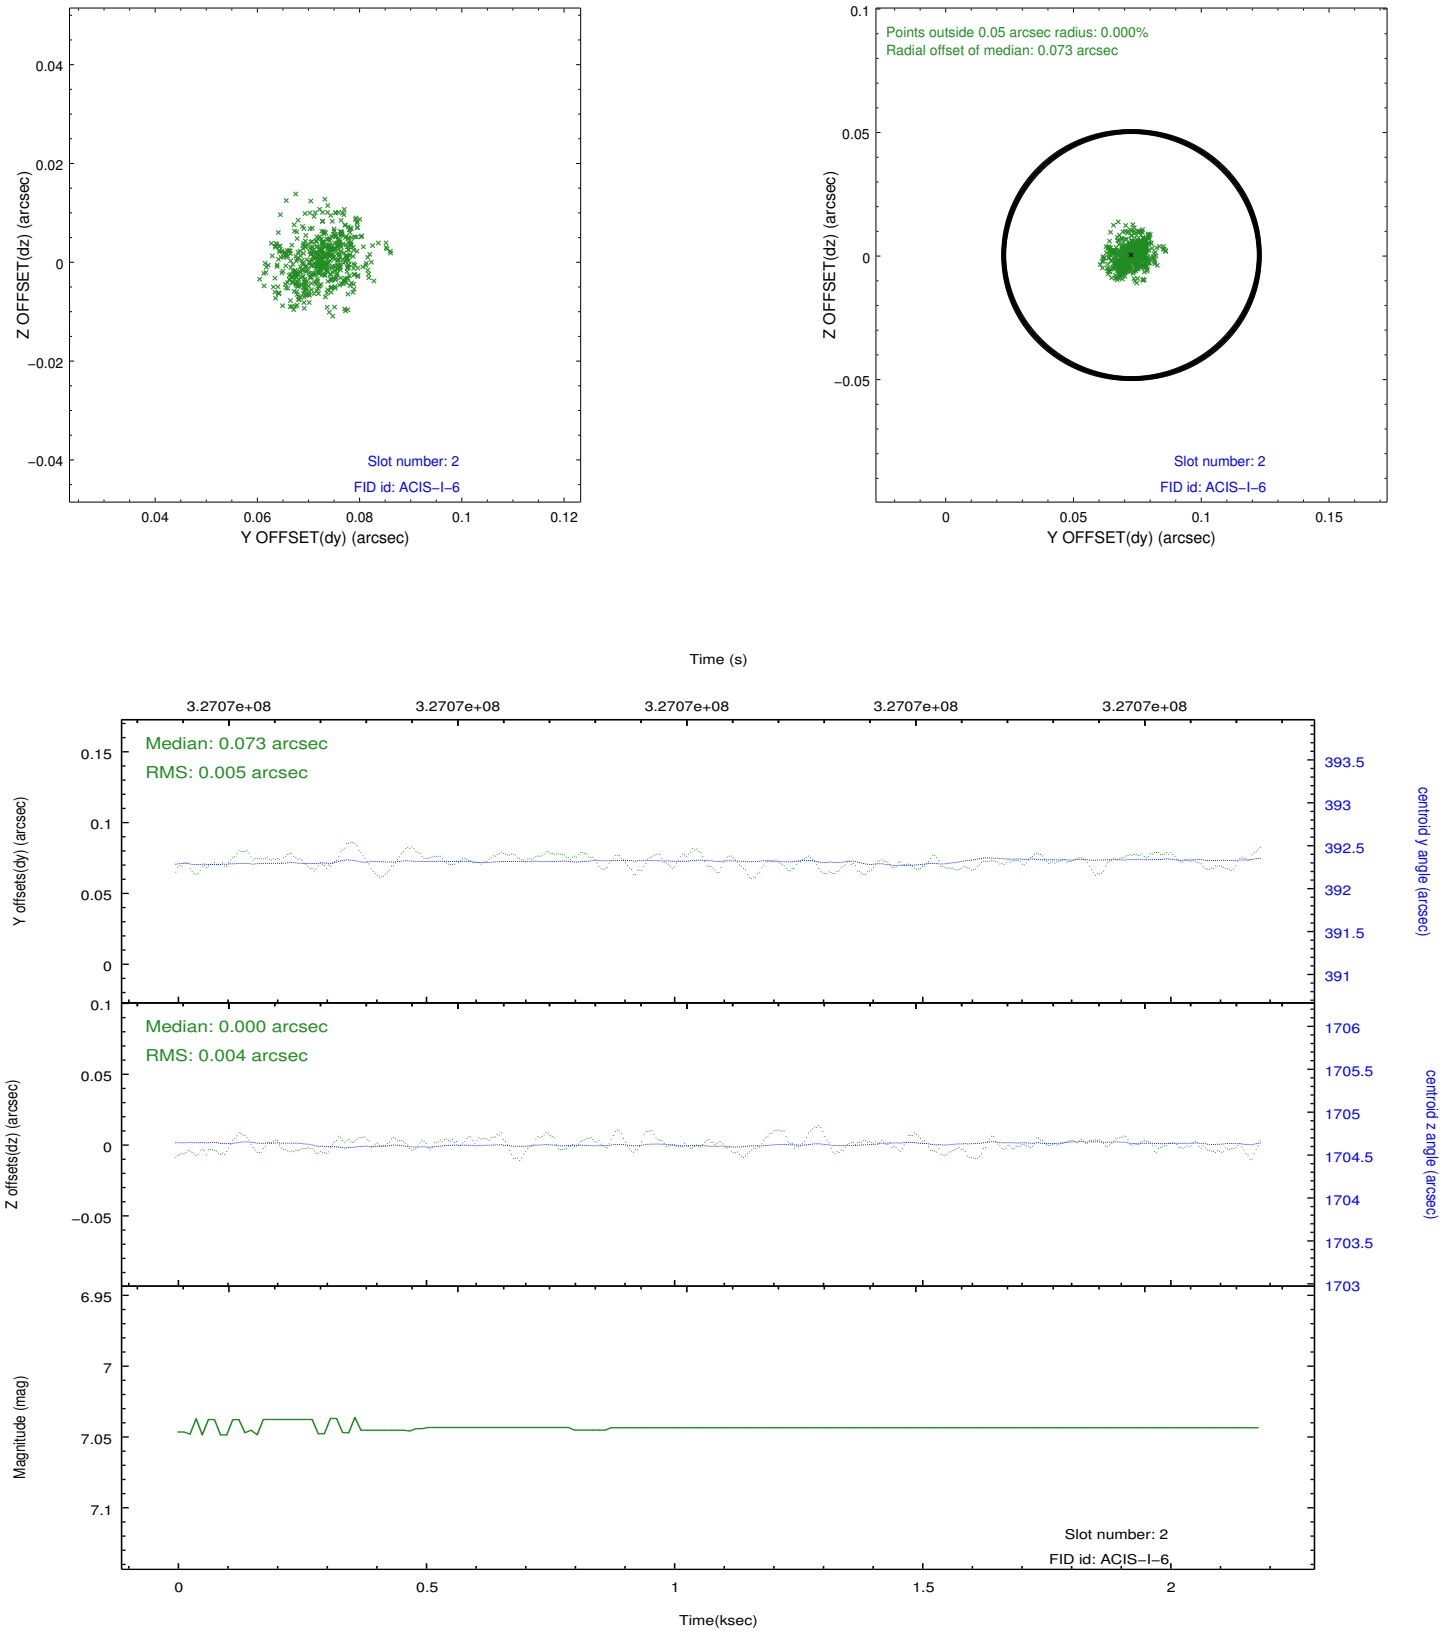 0.04
0.02
0
−0.02
−0.04
Z OFFSET(dz) (arcsec)
Slot number: 2
FID id: ACIS−I−6
0.04 0.06 0.08 0.1 0.12
Y OFFSET(dy) (arcsec)
0.1
0.05
0
−0.05
Z OFFSET(dz) (arcsec)
Points outside 0.05 arcsec radius: 0.000%
Radial offset of median: 0.073 arcsec
Slot number: 2
FID id: ACIS−I−6
0 0.05 0.1 0.15
Y OFFSET(dy) (arcsec)
Time (s)
3.2707e+08 3.2707e+08 3.2707e+08 3.2707e+08 3.2707e+08
Median: 0.073 arcsec
RMS: 0.005 arcsec
0.15
0.1
0.05
0
Y offsets(dy) (arcsec)
393.5
393
392.5
392
391.5
391
centroid y angle (arcsec)
Median: 0.000 arcsec
RMS: 0.004 arcsec
0.1
0.05
0
−0.05
Z offsets(dz) (arcsec)
1706
1705.5
1705
1704.5
1704
1703.5
1703
centroid z angle (arcsec)
6.95
7
7.05
7.1
Magnitude (mag)
Slot number: 2
FID id: ACIS−I−6
0 0.5 1 1.5 2
Time(ksec)